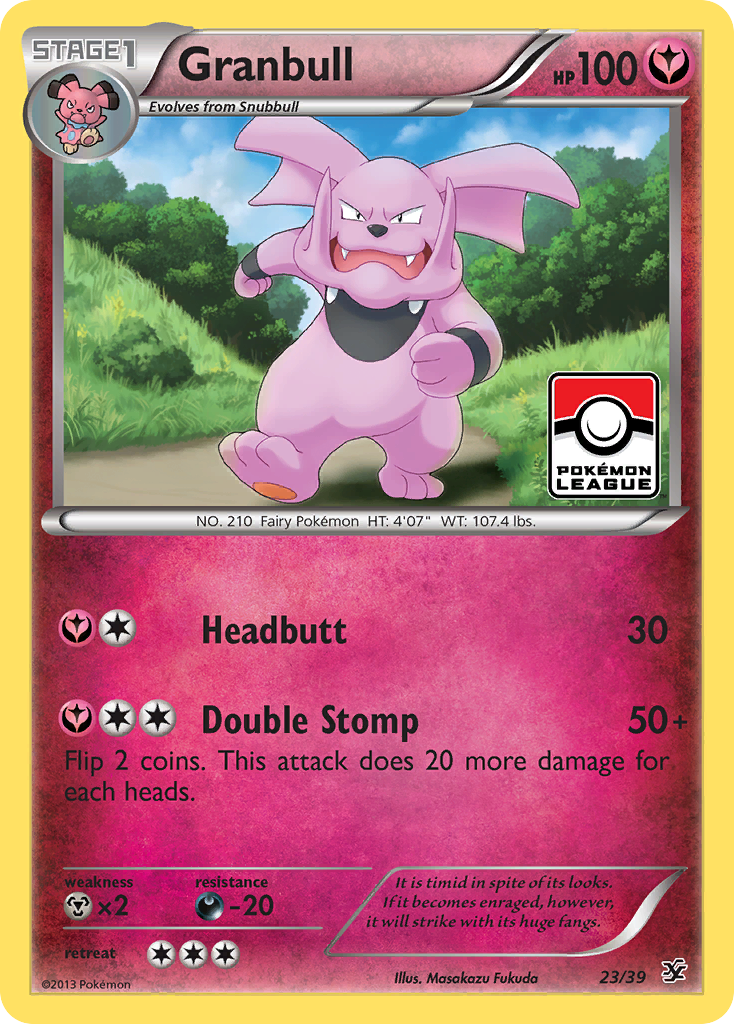 STAGE1
Granbull
HP100
Evolves from Snubbull
POKÉMON
LEAGUE
NO. 210 Fairy Pokémon HT: 4'07" WT: 107.4 lbs.
Headbutt 30
Double Stomp 50+
Flip 2 coins. This attack does 20 more damage for
each heads.
weakness resistance
×2 -20
retreat
It is timid in spite of its looks.
If it becomes enraged, however,
it will strike with its huge fangs.
©2013 Pokémon
Illus. Masakazu Fukuda
23/39
XY